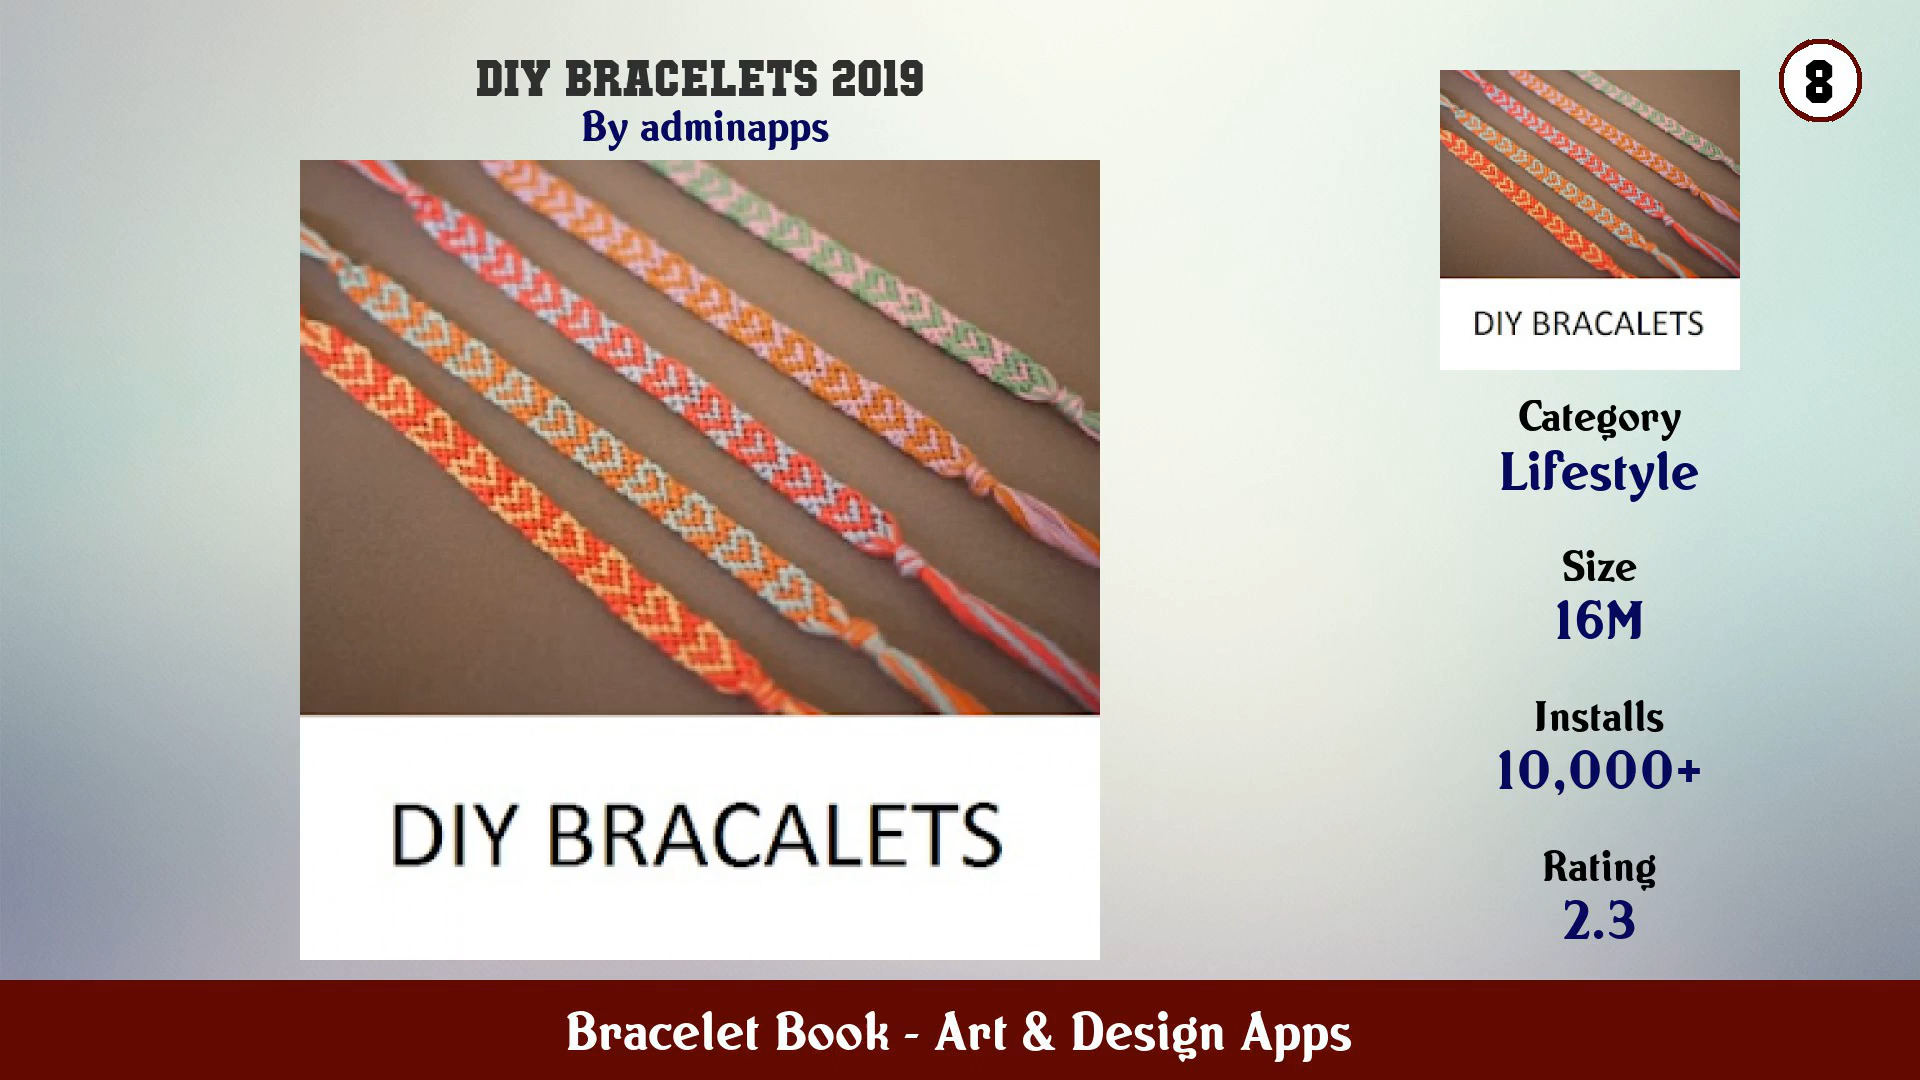 DIY BRACELETS 2019
By adminapps
DIY BRACALETS
8
DIY BRACALETS
Category
Lifestyle
Size
16M
Installs
10,000+
Rating
2.3
Bracelet Book - Art & Design Apps